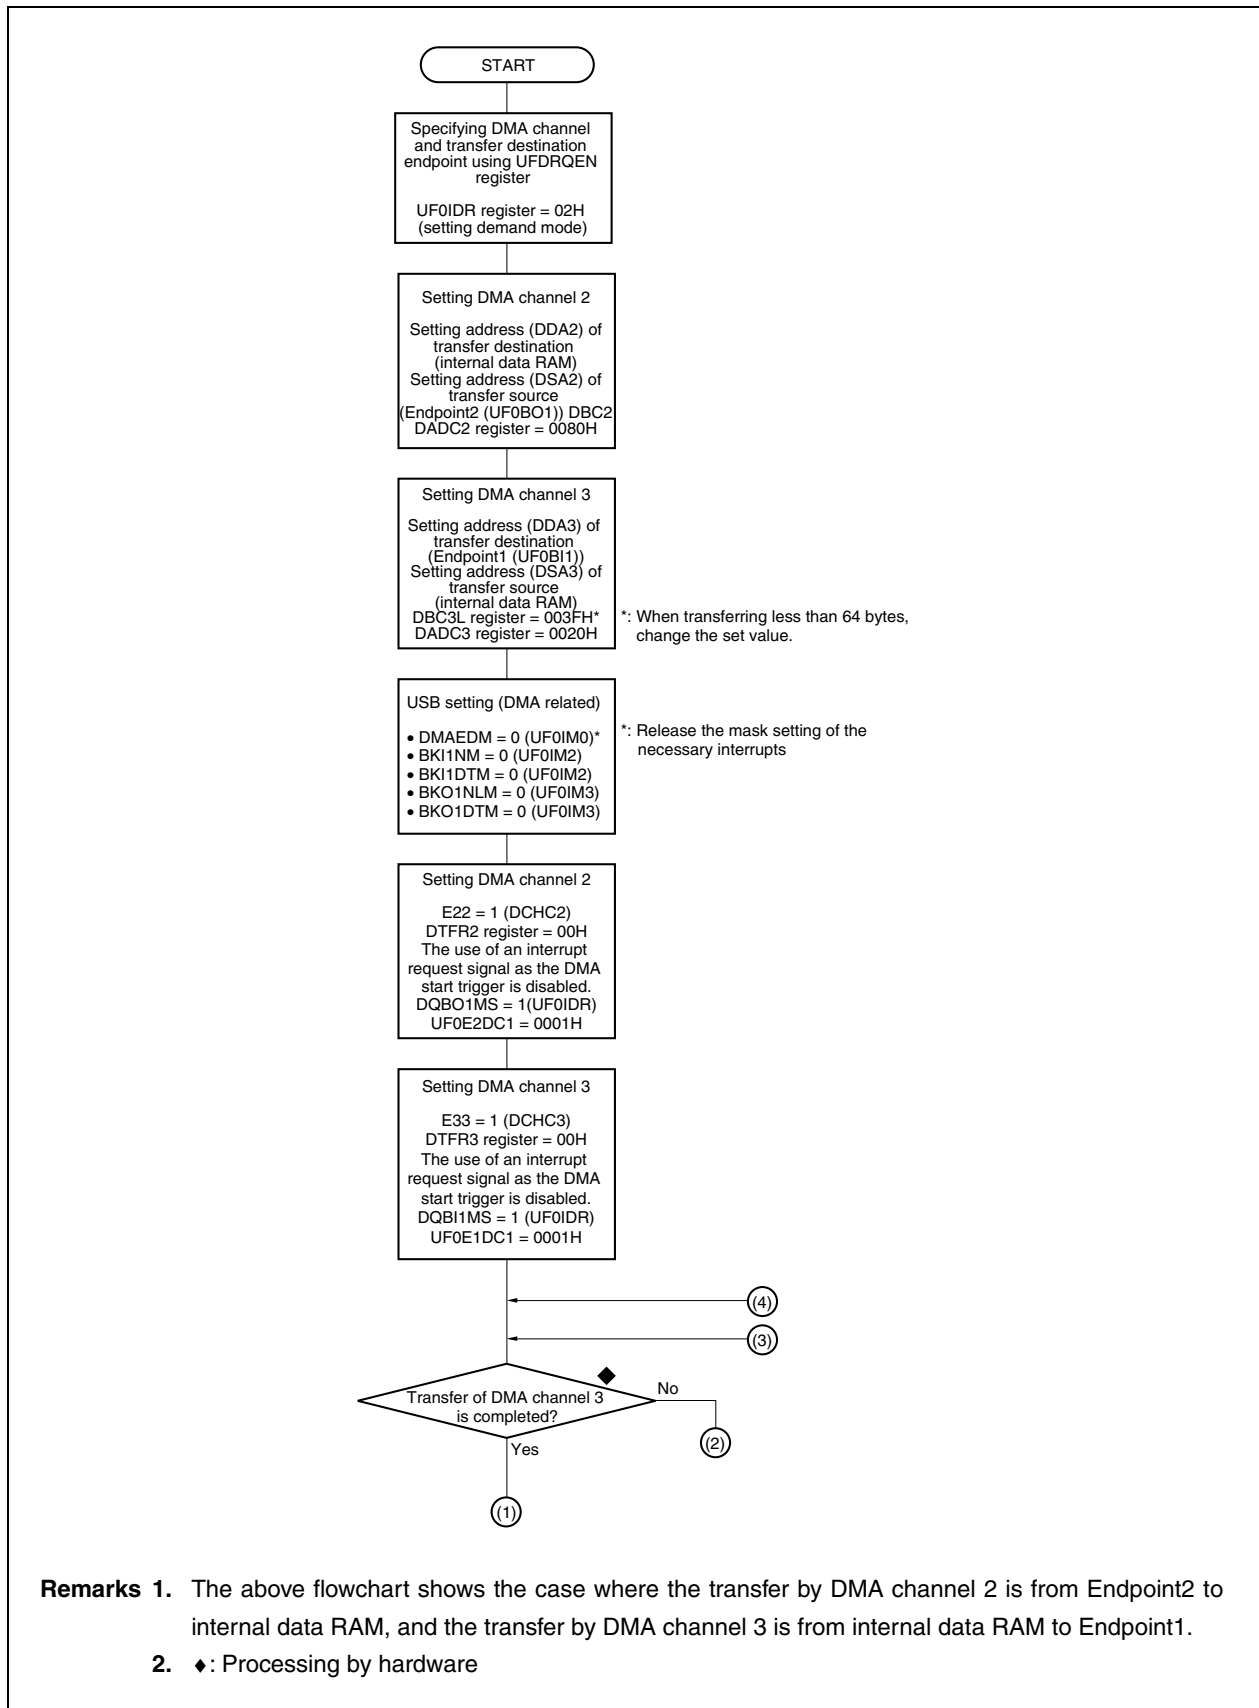 START
Specifying DMA channel
and transfer destination
endpoint using UFDRQEN
register
UF0IDR register = 02H
(setting demand mode)
Setting DMA channel 2
Setting address (DDA2) of
transfer destination
(internal data RAM)
Setting address (DSA2) of
transfer source
(Endpoint2 (UF0BO1)) DBC2
DADC2 register = 0080H
Setting DMA channel 3
Setting address (DDA3) of
transfer destination
(Endpoint1 (UF0BI1))
Setting address (DSA3) of
transfer source
(internal data RAM)
DBC3L register = 003FH*
DADC3 register = 0020H
*: When transferring less than 64 bytes,
change the set value.
USB setting (DMA related)
• DMAEDM = 0 (UF0IM0)*
• BKI1NM = 0 (UF0IM2)
• BKI1DTM = 0 (UF0IM2)
• BKO1NLM = 0 (UF0IM3)
• BKO1DTM = 0 (UF0IM3)
*: Release the mask setting of the
necessary interrupts
Setting DMA channel 2
E22 = 1 (DCHC2)
DTFR2 register = 00H
The use of an interrupt
request signal as the DMA
start trigger is disabled.
DQBO1MS = 1(UF0IDR)
UF0E2DC1 = 0001H
Setting DMA channel 3
E33 = 1 (DCHC3)
DTFR3 register = 00H
The use of an interrupt
request signal as the DMA
start trigger is disabled.
DQBI1MS = 1 (UF0IDR)
UF0E1DC1 = 0001H
(4)
(3)
◆
Transfer of DMA channel 3
is completed?
No
(2)
Yes
(1)
Remarks 1. The above flowchart shows the case where the transfer by DMA channel 2 is from Endpoint2 to
internal data RAM, and the transfer by DMA channel 3 is from internal data RAM to Endpoint1.
2. ♦: Processing by hardware